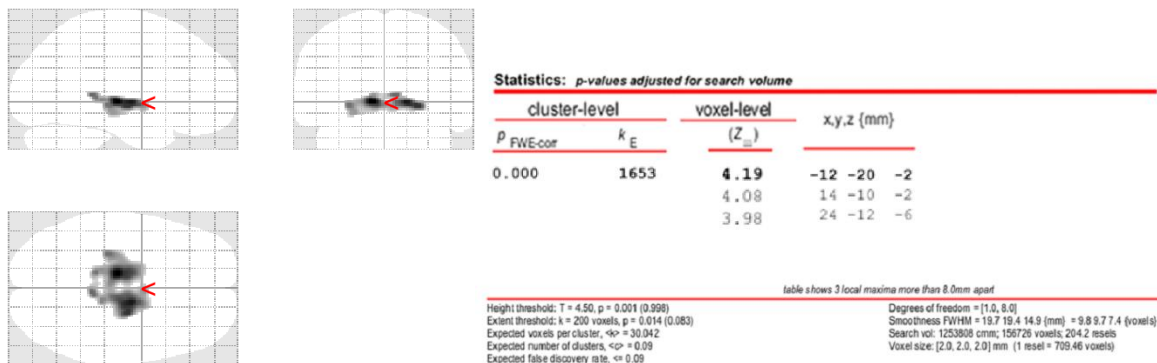 Statistics: p-values adjusted for search volume
cluster-level voxel-level x,y,z {mm}
p FWE-corr k E (Z≡)
0.000 1653 4.19 -12 -20 -2
4.08 14 -10 -2
3.98 24 -12 -6
table shows 3 local maxima more than 8.0mm apart
Height threshold: T = 4.50, p = 0.001 (0.998)
Extent threshold: k = 200 voxels, p = 0.014 (0.083)
Expected voxels per cluster, <k> = 30.042
Expected number of clusters, <c> = 0.09
Expected false discovery rate, <= 0.09
Degrees of freedom = [1.0, 8.0]
Smoothness FWHM = 19.7 19.4 14.9 {mm} = 9.8 9.7 7.4 {voxels}
Search vol: 1253808 cmm; 156726 voxels; 204.2 resels
Voxel size: [2.0, 2.0, 2.0] mm (1 resel = 709.46 voxels)